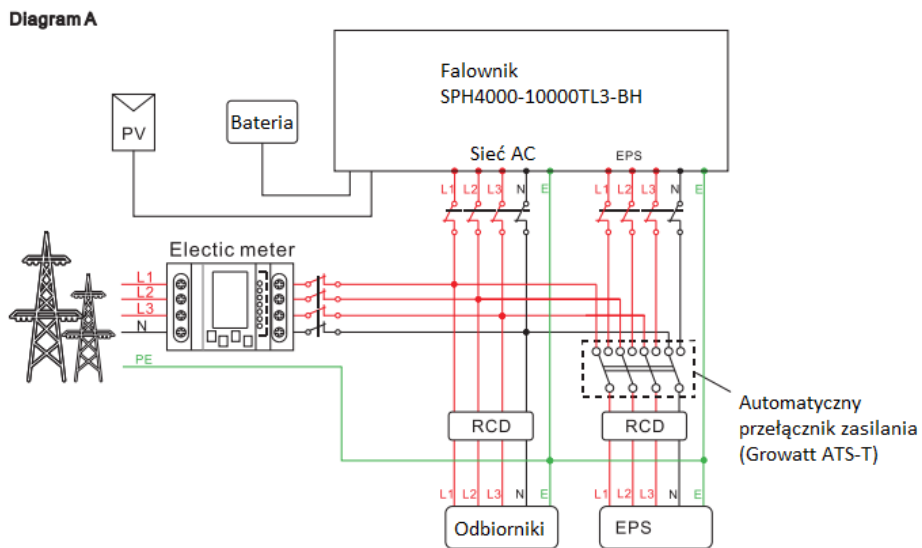 Diagram A
Falownik
SPH4000-10000TL3-BH
PV
Bateria
Sieć AC
EPS
L1 L2 L3 N E
L1 L2 L3 N E
Electic meter
L1
L2
L3
N
PE
Automatyczny
przełącznik zasilania
(Growatt ATS-T)
RCD
RCD
L1 L2 L3 N E
L1 L2 L3 N E
Odbiorniki
EPS